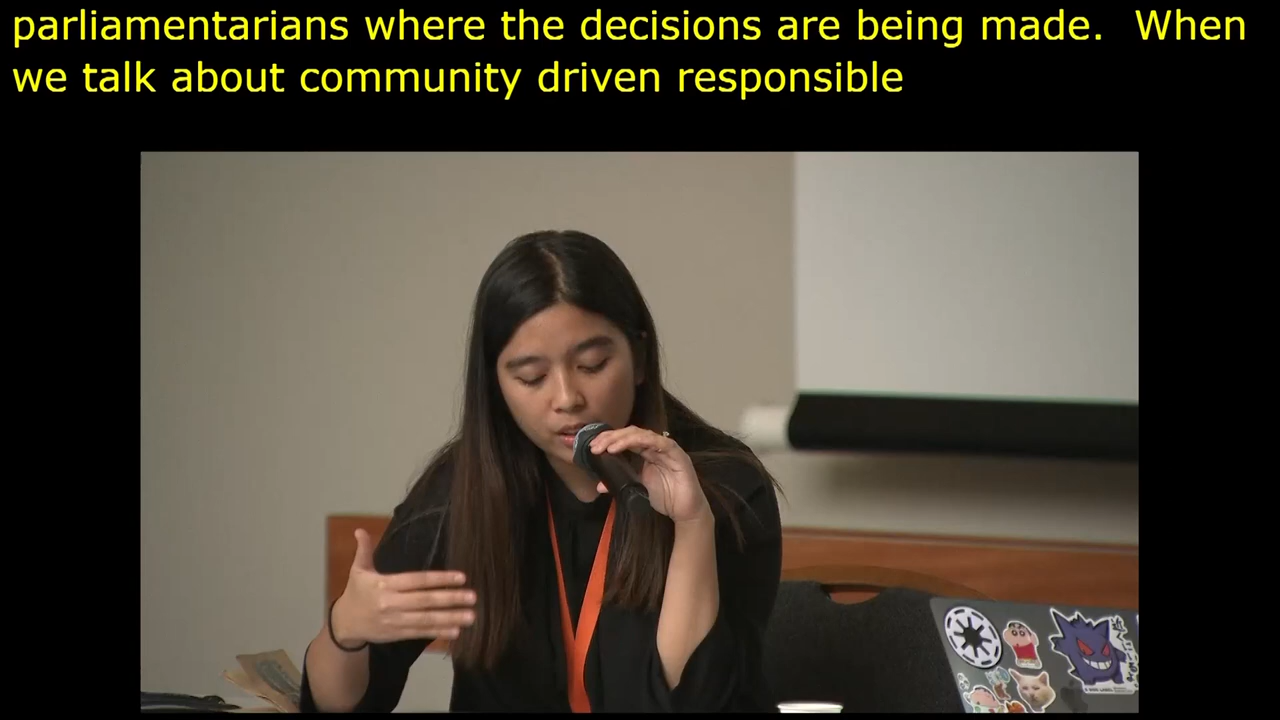 parliamentarians where the decisions are being made.  When
we talk about community driven responsible